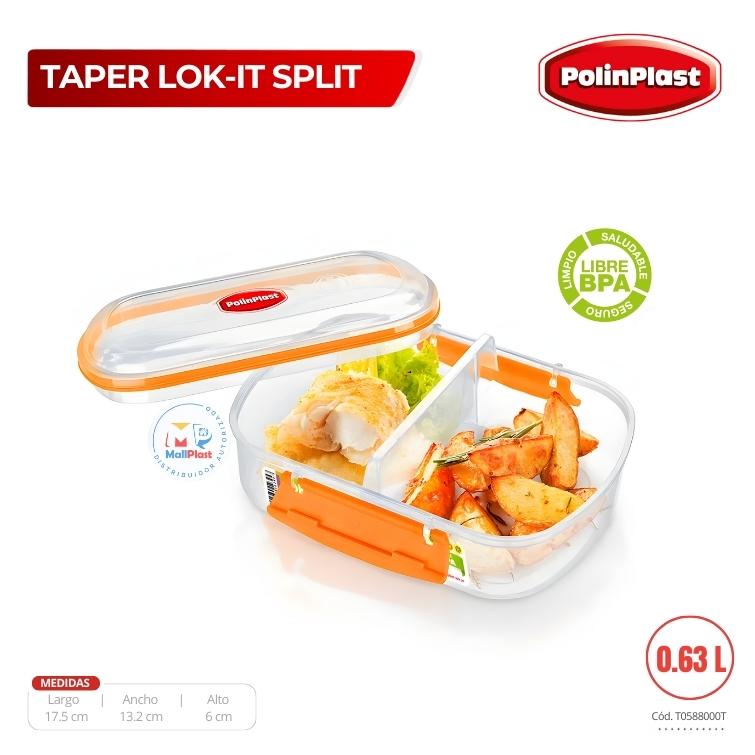 TAPER LOK-IT SPLIT
PolinPlast
SALUDABLE
LIMPIO
LIBRE
BPA
SEGURO
PolinPlast
MallPlast
DISTRIBUIDOR AUTORIZADO
0.63 L
MEDIDAS
Largo | Ancho | Alto
17.5 cm 13.2 cm 6 cm
Cód. T0588000T